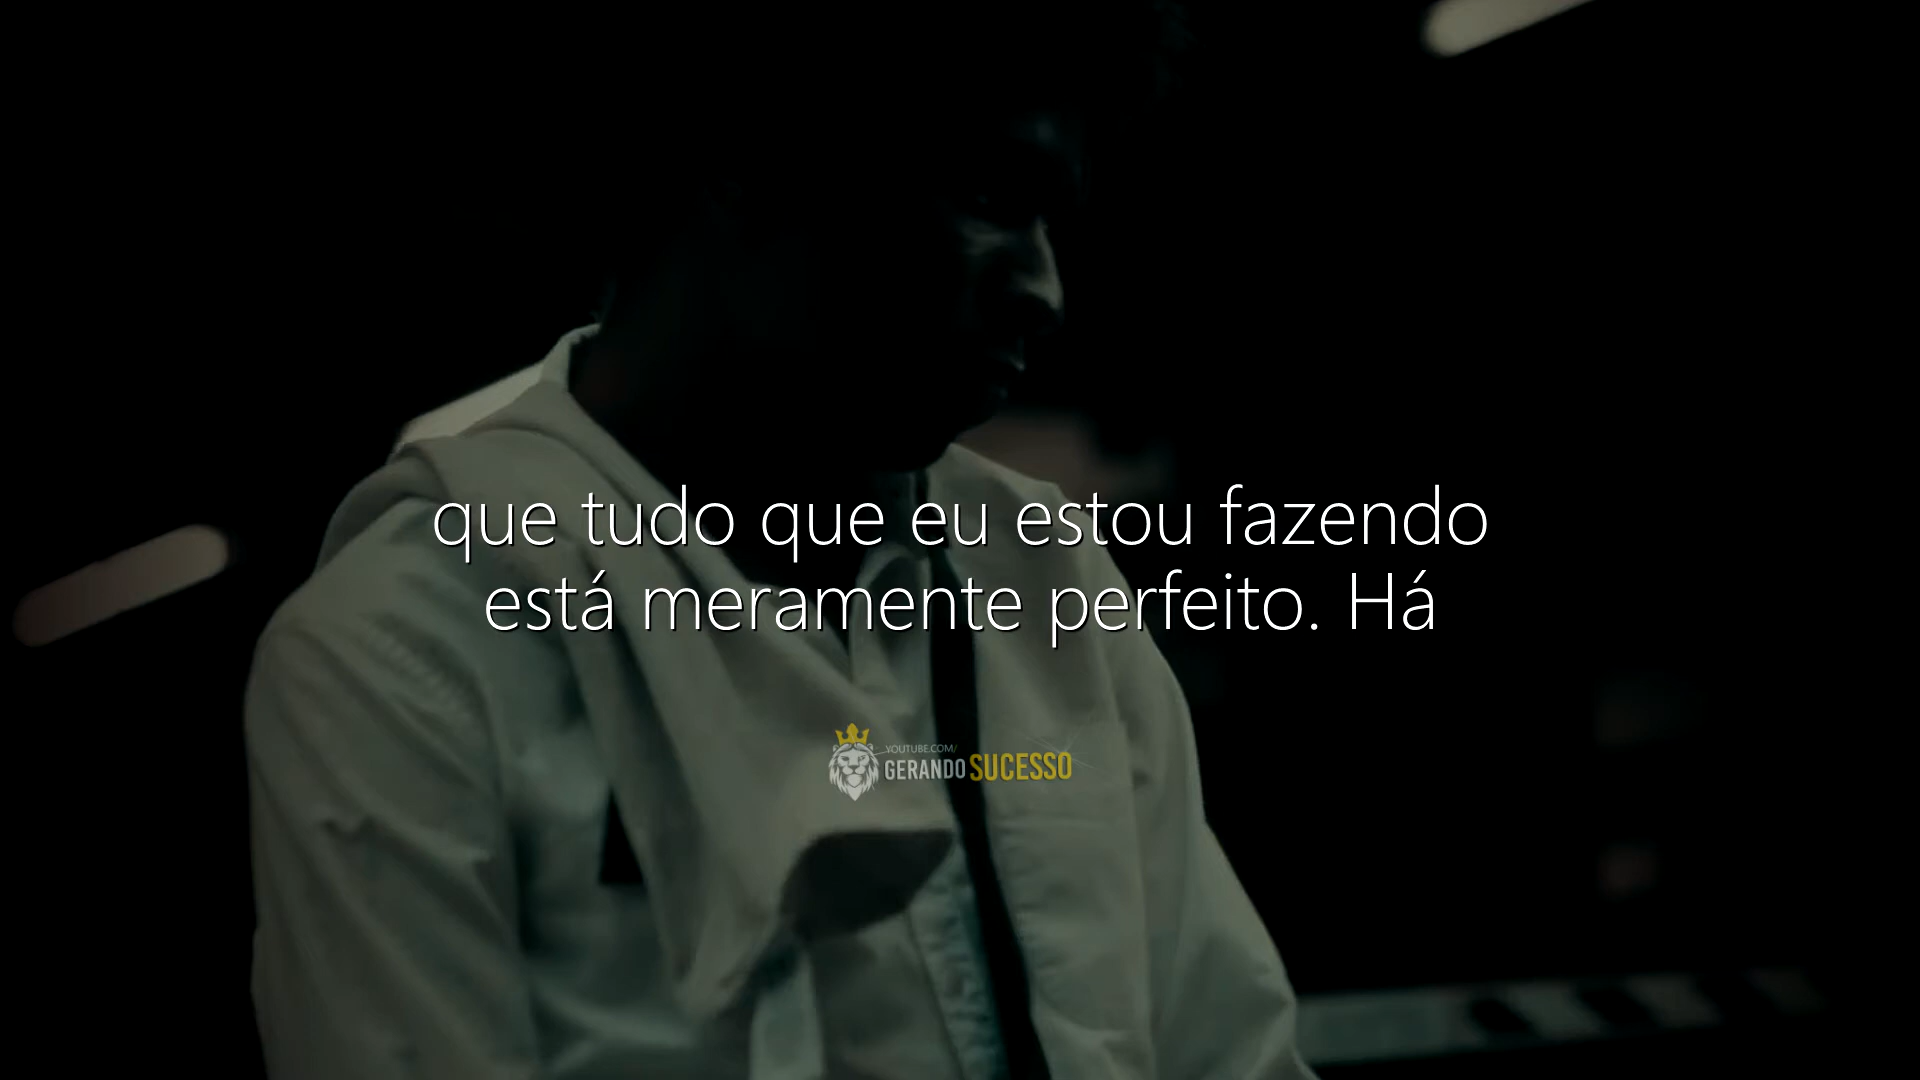 que tudo que eu estou fazendo
está meramente perfeito. Há
YOUTUBE.COM/
GERANDO SUCESSO